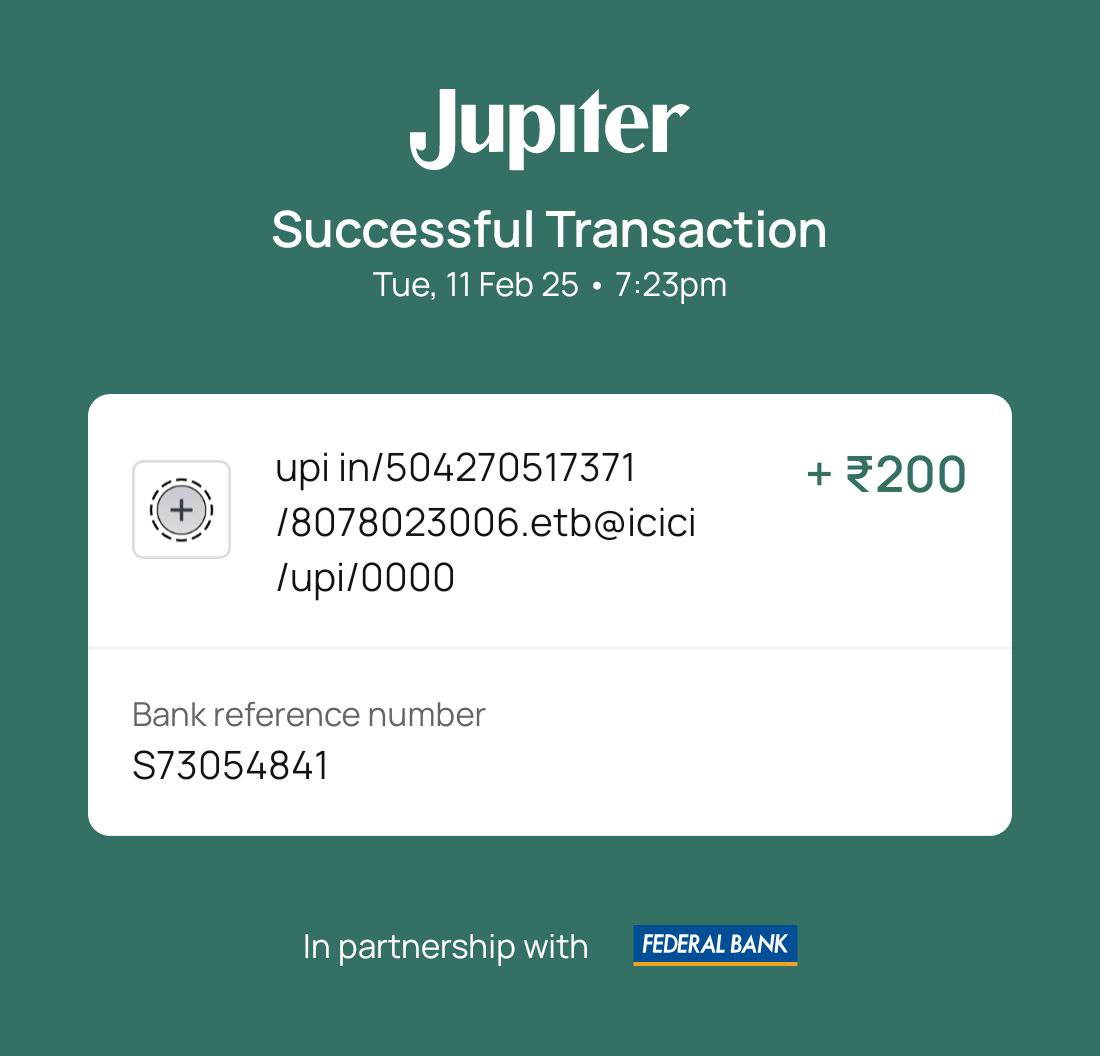 Jupiter
Successful Transaction
Tue, 11 Feb 25 • 7:23pm
upi in/504270517371
+ ₹200
/8078023006.etb@icici
/upi/0000
Bank reference number
S73054841
In partnership with FEDERAL BANK